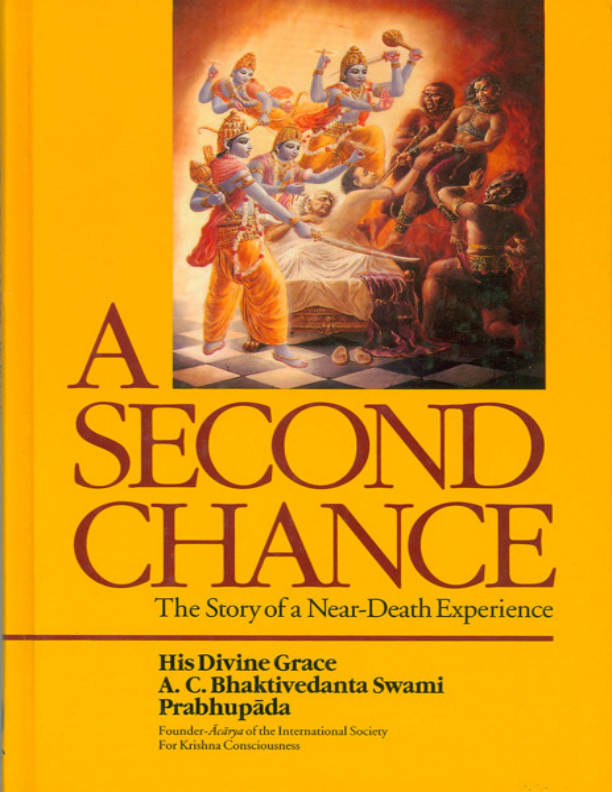 A
SECOND
CHANCE
The Story of a Near-Death Experience
His Divine Grace
A. C. Bhaktivedanta Swami
Prabhupāda
Founder-Ācārya of the International Society
For Krishna Consciousness